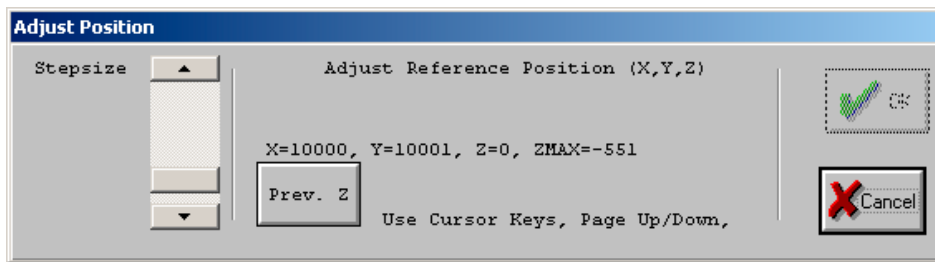 Adjust Position
Stepsize
Adjust Reference Position (X,Y,Z)
OK
X=10000, Y=10001, Z=0, ZMAX=-551
Prev. Z
Cancel
Use Cursor Keys, Page Up/Down,